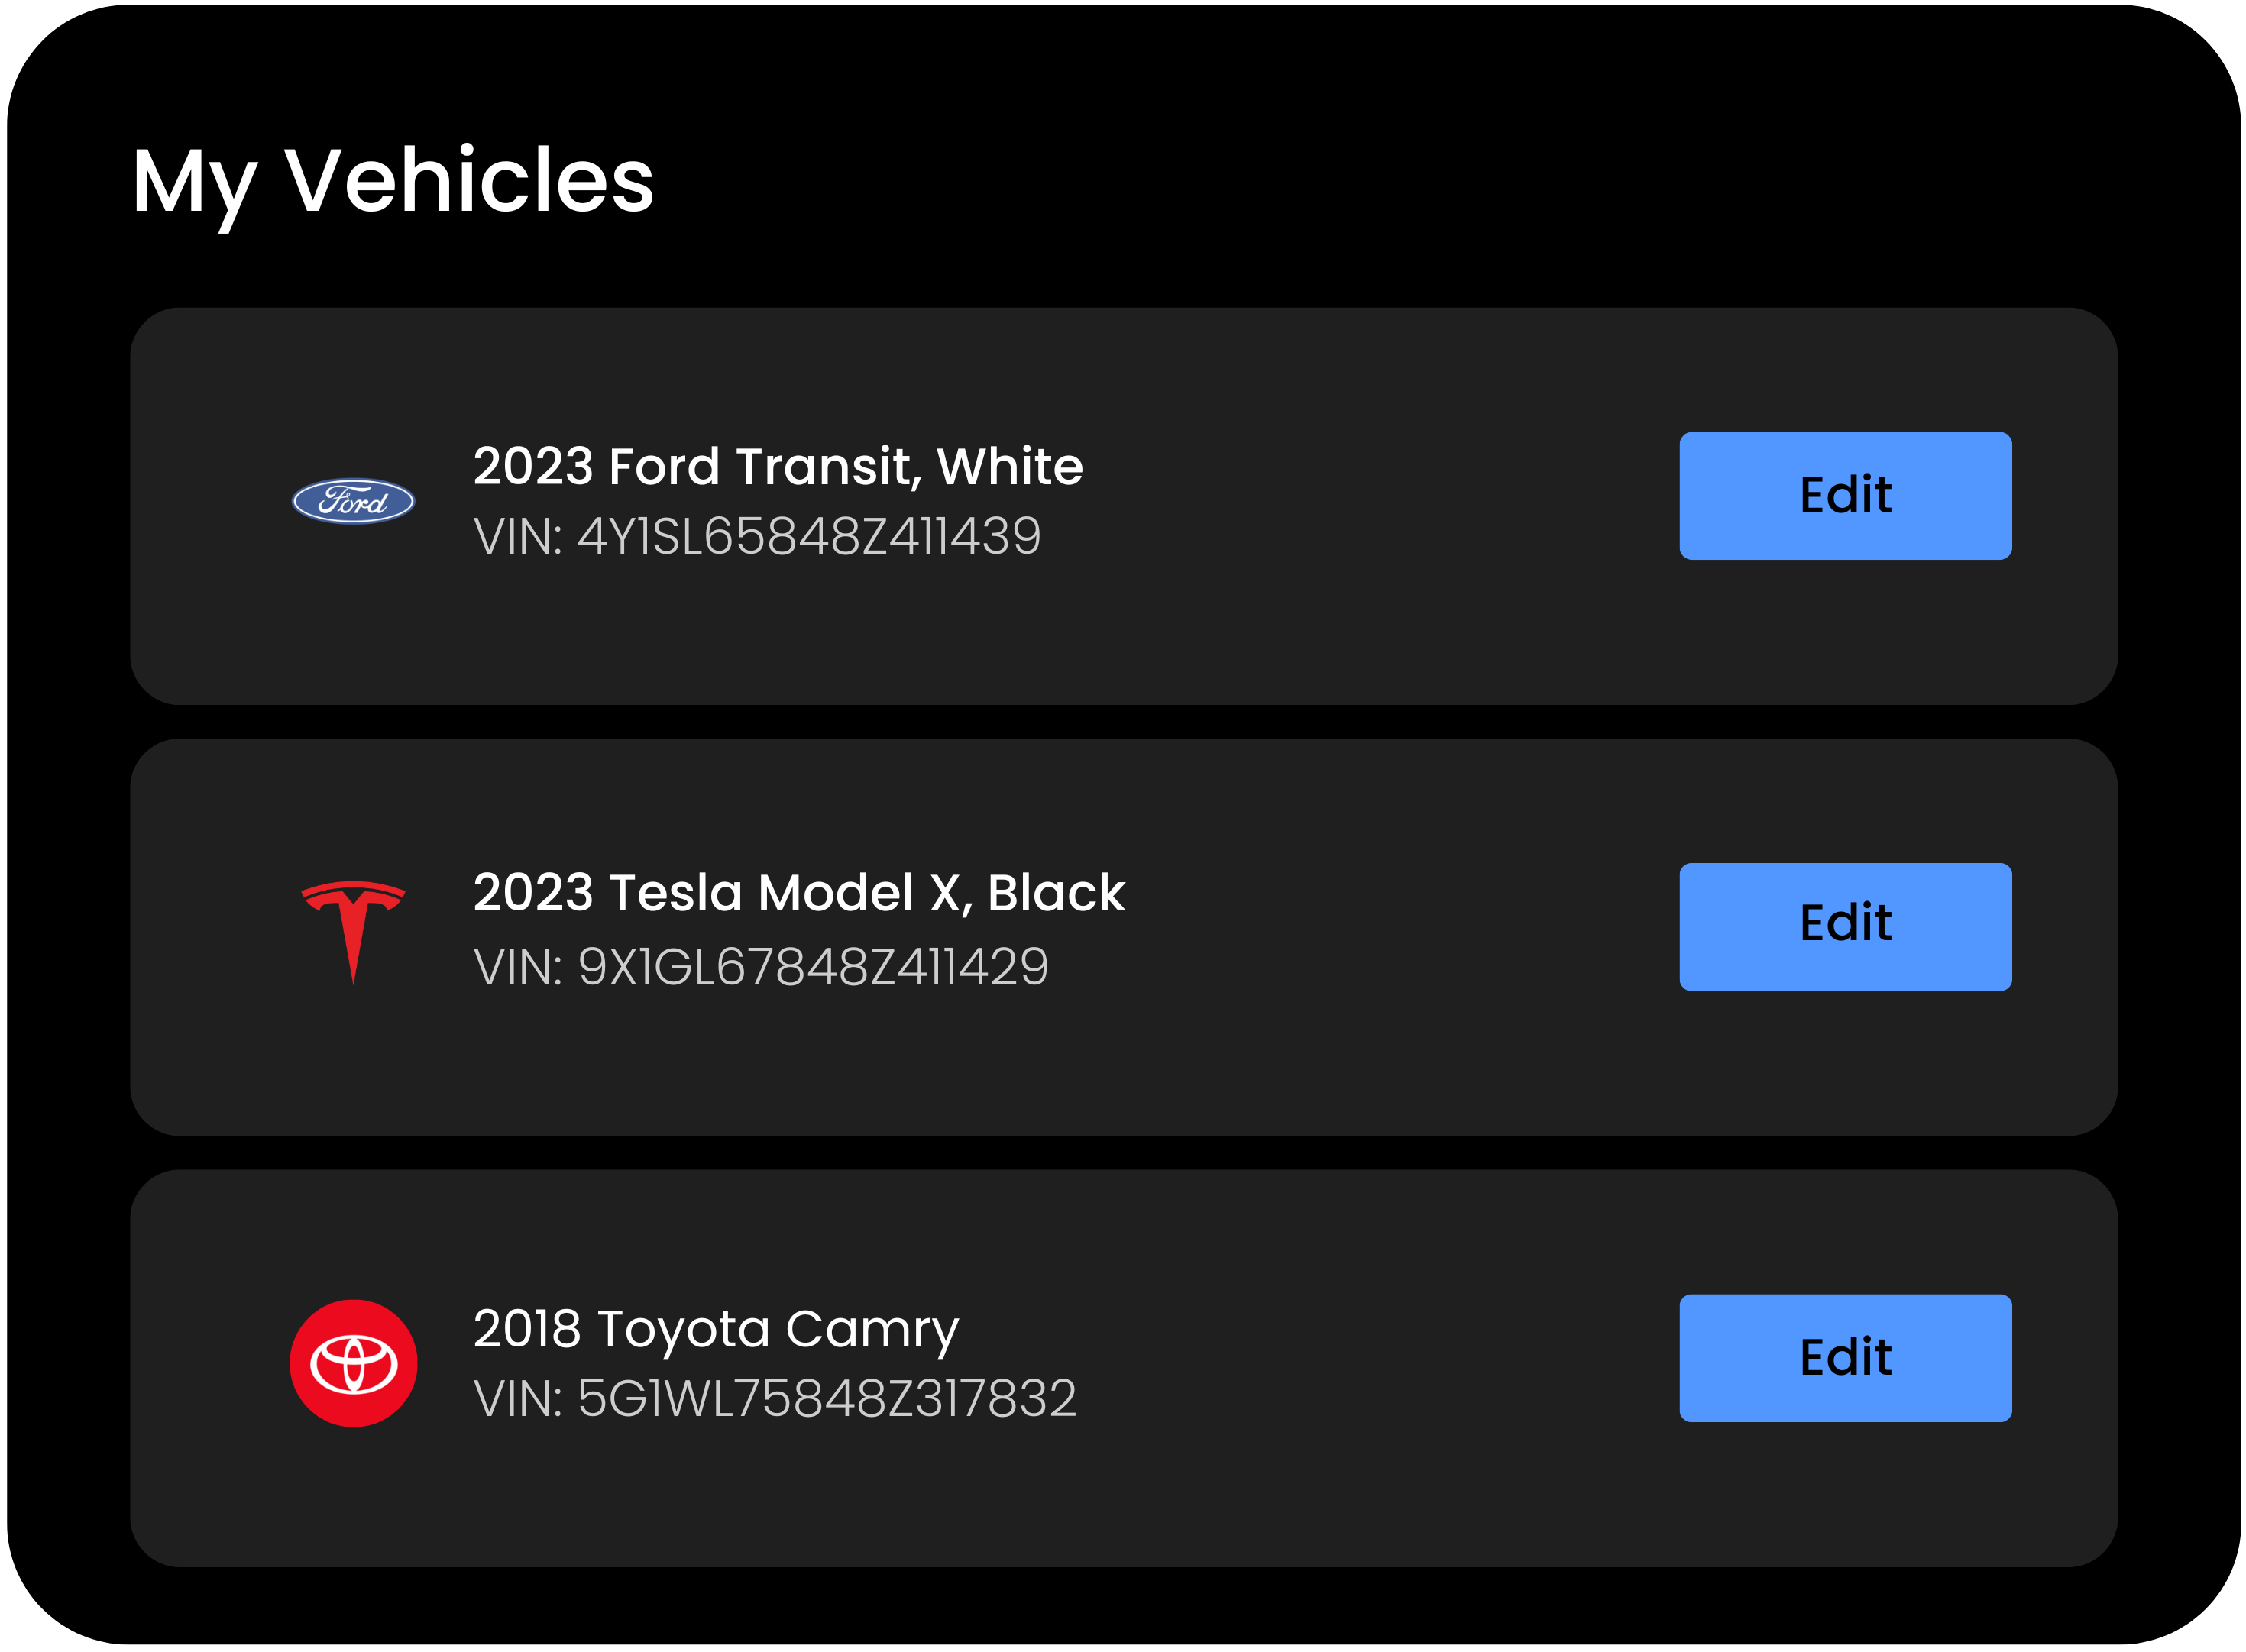 My Vehicles
Ford
2023 Ford Transit, White
VIN: 4Y1SL65848Z411439
Edit
2023 Tesla Model X, Black
VIN: 9X1GL67848Z411429
Edit
2018 Toyota Camry
VIN: 5G1WL75848Z317832
Edit